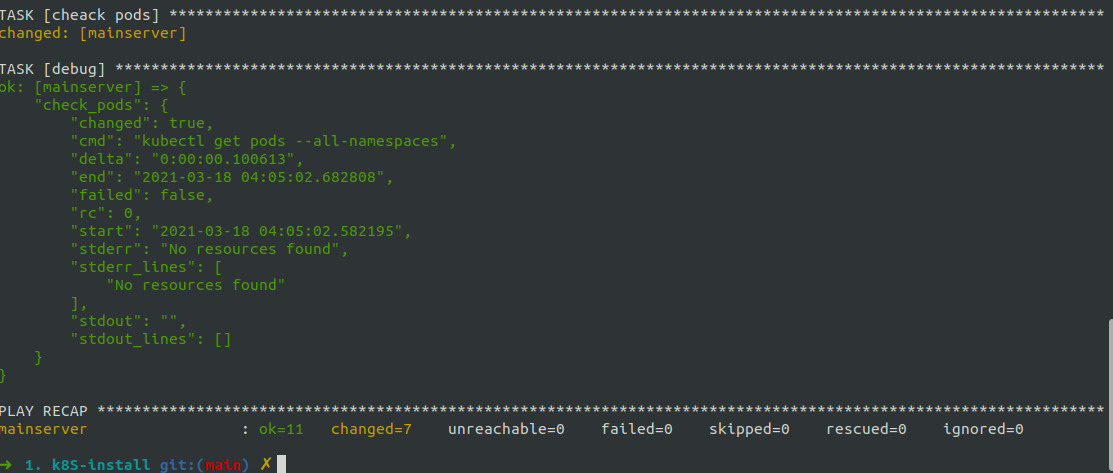 TASK [cheack pods] ********************************************************************************************************
changed: [mainserver]
TASK [debug] **************************************************************************************************************
ok: [mainserver] => {
    "check_pods": {
        "changed": true,
        "cmd": "kubectl get pods --all-namespaces",
        "delta": "0:00:00.100613",
        "end": "2021-03-18 04:05:02.682808",
        "failed": false,
        "rc": 0,
        "start": "2021-03-18 04:05:02.582195",
        "stderr": "No resources found",
        "stderr_lines": [
            "No resources found"
        ],
        "stdout": "",
        "stdout_lines": []
    }
}
PLAY RECAP ****************************************************************************************************************
mainserver                 : ok=11   changed=7    unreachable=0    failed=0    skipped=0    rescued=0    ignored=0
➜ 1. k8S-install git:(main) ✗